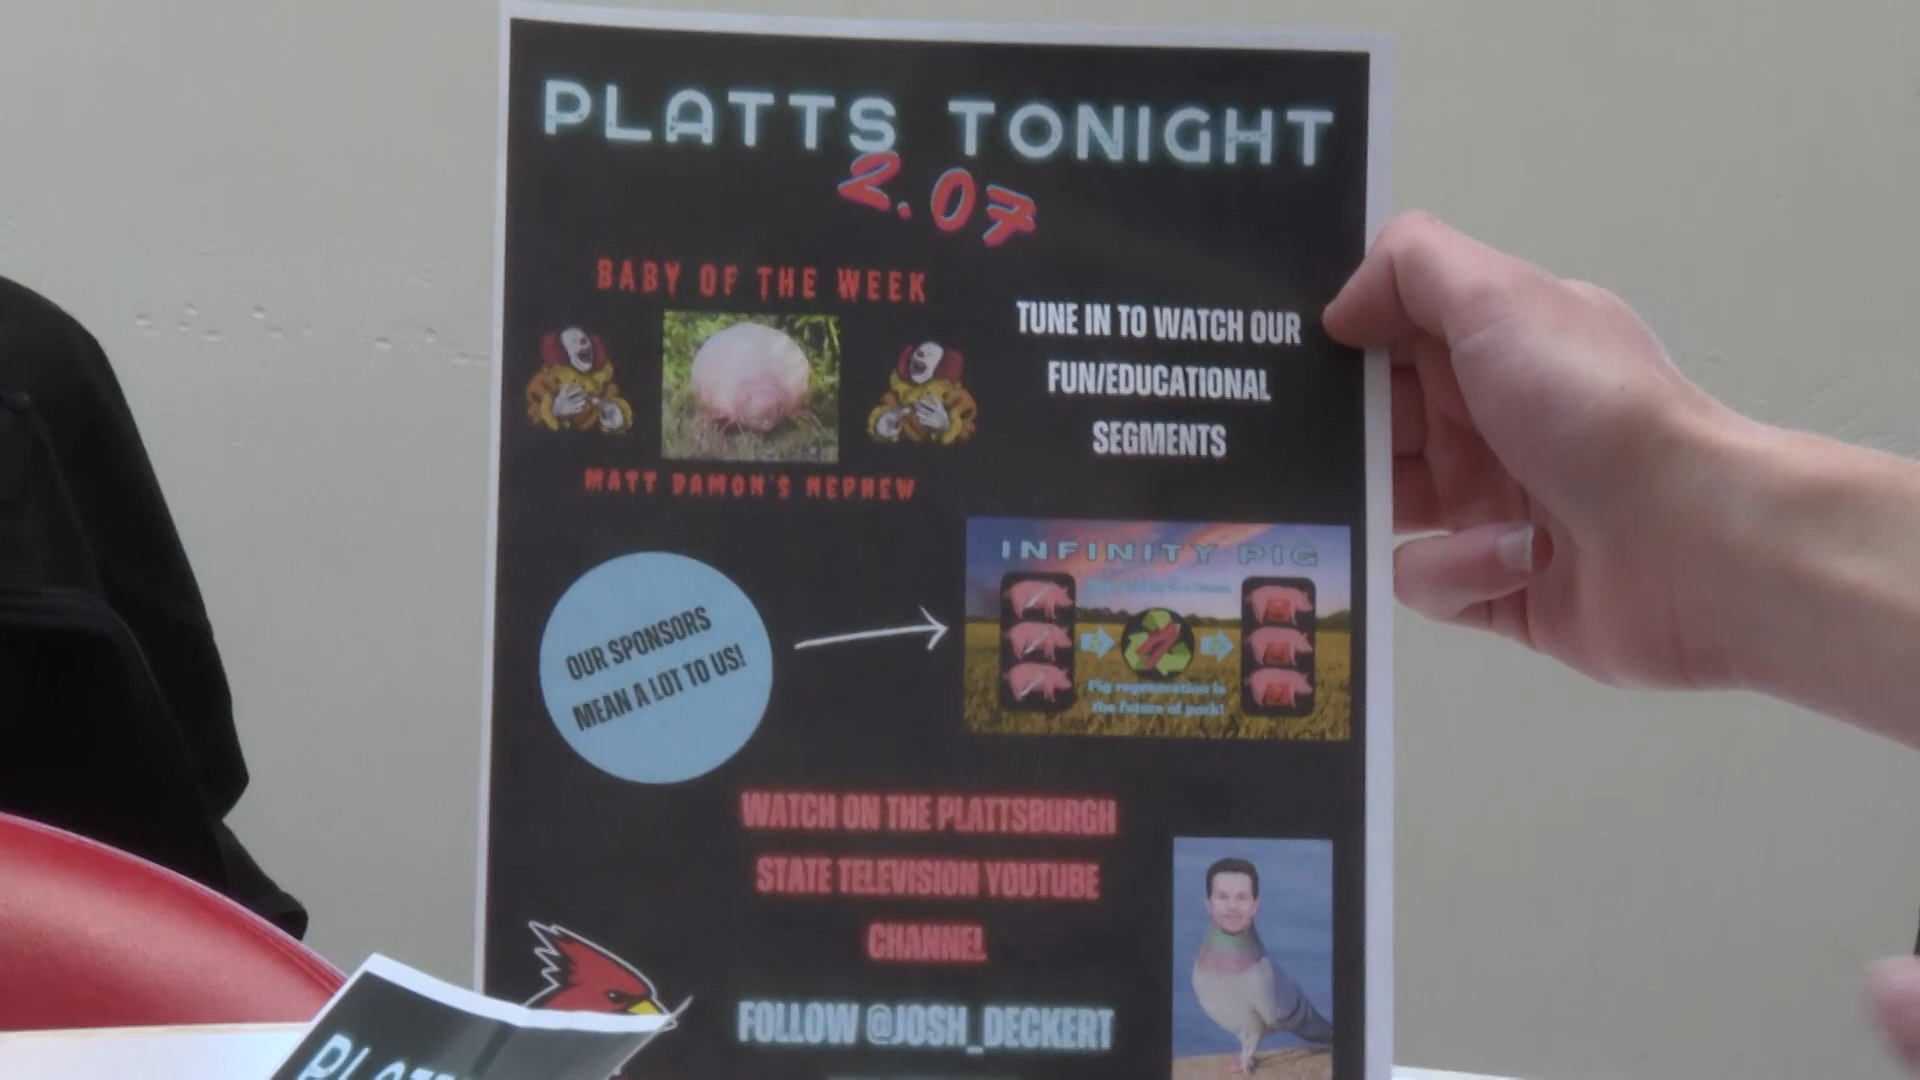 PLATTS TONIGHT
2.07
BABY OF THE WEEK
MATT DAMON'S NEPHEW
TUNE IN TO WATCH OUR
FUN/EDUCATIONAL
SEGMENTS
OUR SPONSORS
MEAN A LOT TO US!
INFINITY PIG
Pig regeneration is
the future of pork!
WATCH ON THE PLATTSBURGH
STATE TELEVISION YOUTUBE
CHANNEL
FOLLOW @JOSH_DECKERT